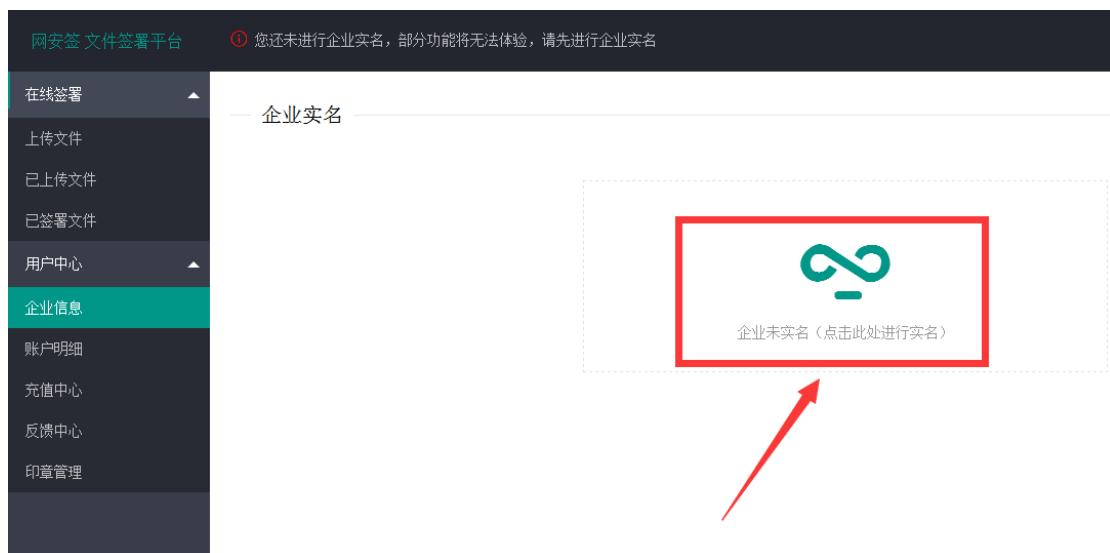 网安签 文件签署平台
您还未进行企业实名，部分功能将无法体验，请先进行企业实名
在线签署
企业实名
上传文件
已上传文件
已签署文件
用户中心
企业信息
企业未实名（点击此处进行实名）
账户明细
充值中心
反馈中心
印章管理